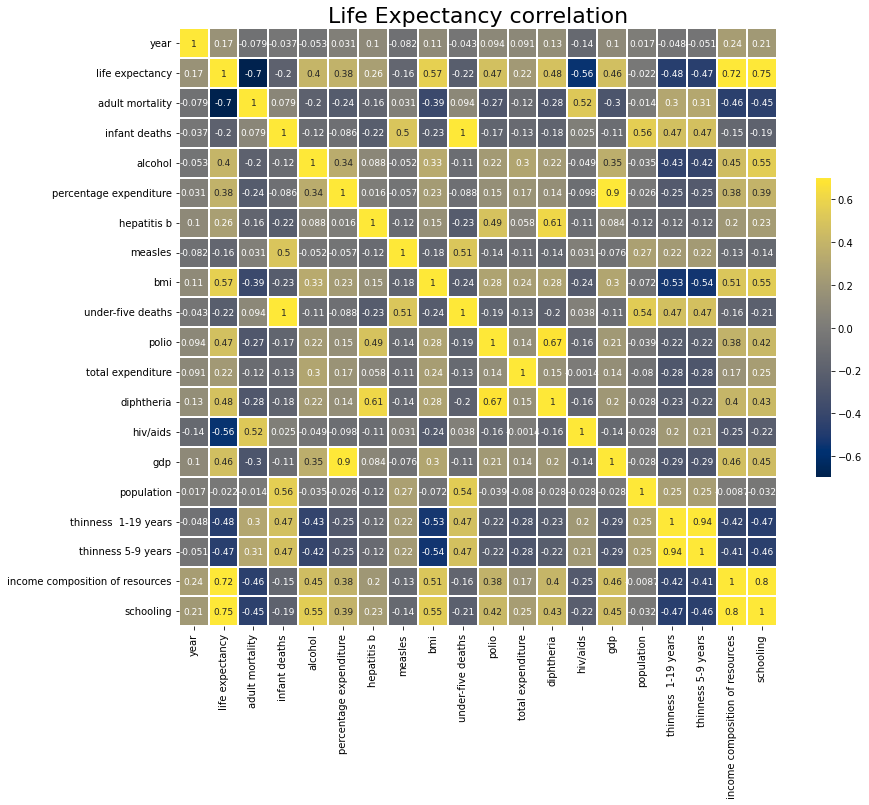 Life Expectancy correlation
year 1 0.17 -0.079 -0.037 -0.053 0.031 0.1 -0.082 0.11 -0.043 0.094 0.091 0.13 -0.14 0.1 0.017 -0.048 -0.051 0.24 0.21
life expectancy 0.17 1 -0.7 -0.2 0.4 0.38 0.26 -0.16 0.57 -0.22 0.47 0.22 0.48 -0.56 0.46 -0.022 -0.48 -0.47 0.72 0.75
adult mortality -0.079 -0.7 1 0.079 -0.2 -0.24 -0.16 0.031 -0.39 0.094 -0.27 -0.12 -0.28 0.52 -0.3 -0.014 0.3 0.31 -0.46 -0.45
infant deaths -0.037 -0.2 0.079 1 -0.12 -0.086 -0.22 0.5 -0.23 1 -0.17 -0.13 -0.18 0.025 -0.11 0.56 0.47 0.47 -0.15 -0.19
alcohol -0.053 0.4 -0.2 -0.12 1 0.34 0.088 -0.052 0.33 -0.11 0.22 0.3 0.22 -0.049 0.35 -0.035 -0.43 -0.42 0.45 0.55
percentage expenditure 0.031 0.38 -0.24 -0.086 0.34 1 0.016 -0.057 0.23 -0.088 0.15 0.17 0.14 -0.098 0.9 -0.026 -0.25 -0.25 0.38 0.39
hepatitis b 0.1 0.26 -0.16 -0.22 0.088 0.016 1 -0.12 0.15 -0.23 0.49 0.058 0.61 -0.11 0.084 -0.12 -0.12 -0.12 0.2 0.23
measles -0.082 -0.16 0.031 0.5 -0.052 -0.057 -0.12 1 -0.18 0.51 -0.14 -0.11 -0.14 0.031 -0.076 0.27 0.22 0.22 -0.13 -0.14
bmi 0.11 0.57 -0.39 -0.23 0.33 0.23 0.15 -0.18 1 -0.24 0.28 0.24 0.28 -0.24 0.3 -0.072 -0.53 -0.54 0.51 0.55
under-five deaths -0.043 -0.22 0.094 1 -0.11 -0.088 -0.23 0.51 -0.24 1 -0.19 -0.13 -0.2 0.038 -0.11 0.54 0.47 0.47 -0.16 -0.21
polio 0.094 0.47 -0.27 -0.17 0.22 0.15 0.49 -0.14 0.28 -0.19 1 0.14 0.67 -0.16 0.21 -0.039 -0.22 -0.22 0.38 0.42
total expenditure 0.091 0.22 -0.12 -0.13 0.3 0.17 0.058 -0.11 0.24 -0.13 0.14 1 0.15 -0.0014 0.14 -0.08 -0.28 -0.28 0.17 0.25
diphtheria 0.13 0.48 -0.28 -0.18 0.22 0.14 0.61 -0.14 0.28 -0.2 0.67 0.15 1 -0.16 0.2 -0.028 -0.23 -0.22 0.4 0.43
hiv/aids -0.14 -0.56 0.52 0.025 -0.049 -0.098 -0.11 0.031 -0.24 0.038 -0.16 -0.0014 -0.16 1 -0.14 -0.028 0.2 0.21 -0.25 -0.22
gdp 0.1 0.46 -0.3 -0.11 0.35 0.9 0.084 -0.076 0.3 -0.11 0.21 0.14 0.2 -0.14 1 -0.028 -0.29 -0.29 0.46 0.45
population 0.017 -0.022 -0.014 0.56 -0.035 -0.026 -0.12 0.27 -0.072 0.54 -0.039 -0.08 -0.028 -0.028 -0.028 1 0.25 0.25 -0.0087 -0.032
thinness  1-19 years -0.048 -0.48 0.3 0.47 -0.43 -0.25 -0.12 0.22 -0.53 0.47 -0.22 -0.28 -0.23 0.2 -0.29 0.25 1 0.94 -0.42 -0.47
thinness 5-9 years -0.051 -0.47 0.31 0.47 -0.42 -0.25 -0.12 0.22 -0.54 0.47 -0.22 -0.28 -0.22 0.21 -0.29 0.25 0.94 1 -0.41 -0.46
income composition of resources 0.24 0.72 -0.46 -0.15 0.45 0.38 0.2 -0.13 0.51 -0.16 0.38 0.17 0.4 -0.25 0.46 -0.0087 -0.42 -0.41 1 0.8
schooling 0.21 0.75 -0.45 -0.19 0.55 0.39 0.23 -0.14 0.55 -0.21 0.42 0.25 0.43 -0.22 0.45 -0.032 -0.47 -0.46 0.8 1
year
life expectancy
adult mortality
infant deaths
alcohol
percentage expenditure
hepatitis b
measles
bmi
under-five deaths
polio
total expenditure
diphtheria
hiv/aids
gdp
population
thinness  1-19 years
thinness 5-9 years
income composition of resources
schooling
0.6
0.4
0.2
0.0
−0.2
−0.4
−0.6